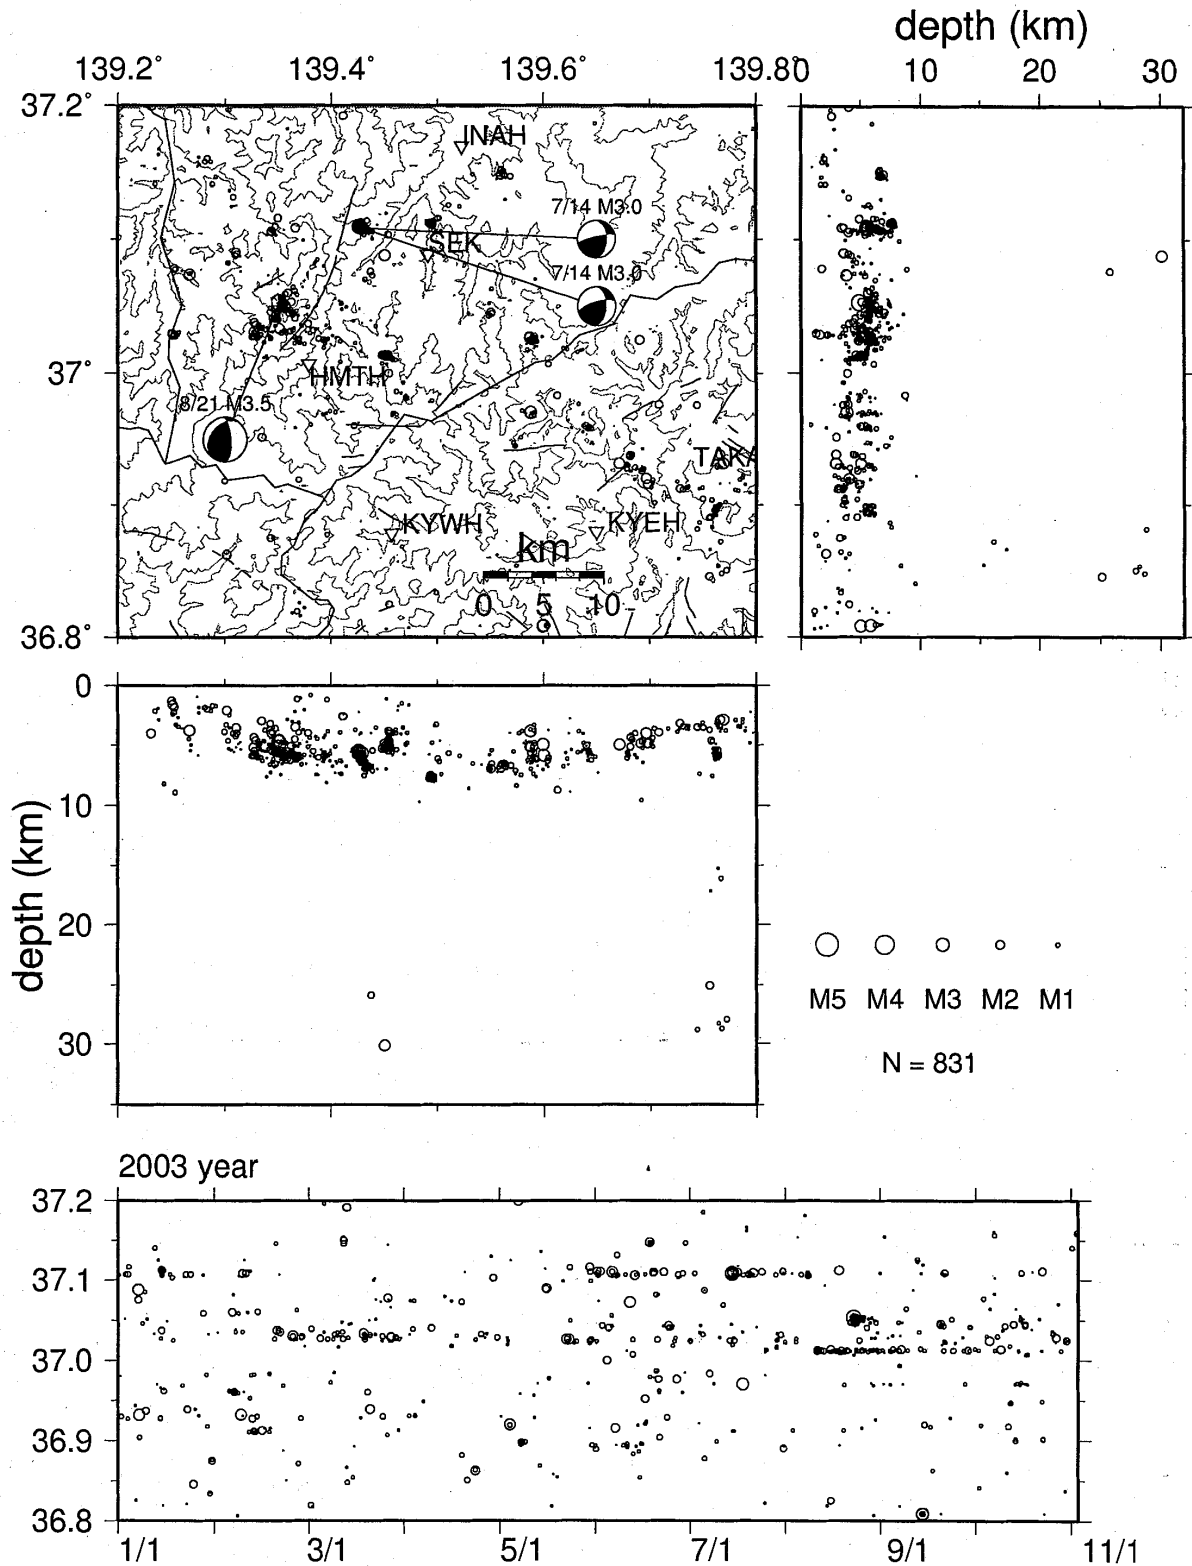 depth (km)
139.2° 139.4° 139.6° 139.8 0 10 20 30
37.2°
INAH
7/14 M3.0
SEK
7/14 M3.0
37°
HMTH
8/21 M3.5
TAKA
KYWH
KYEH
km
0 5 10
36.8°
0
10
20
30
depth (km)
M5 M4 M3 M2 M1
N = 831
2003 year
37.2
37.1
37.0
36.9
36.8
1/1 3/1 5/1 7/1 9/1 11/1